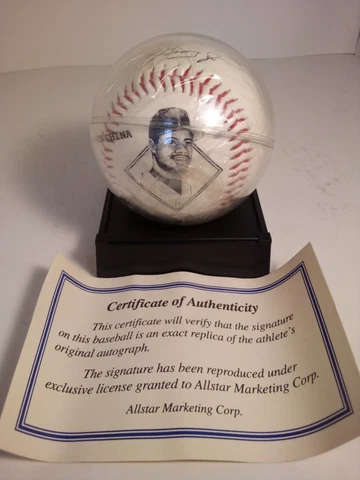 Certificate of Authenticity
This certificate will verify that the signature
on this baseball is an exact replica of the athlete's
original autograph.
The signature has been reproduced under
exclusive license granted to Allstar Marketing Corp.
Allstar Marketing Corp.